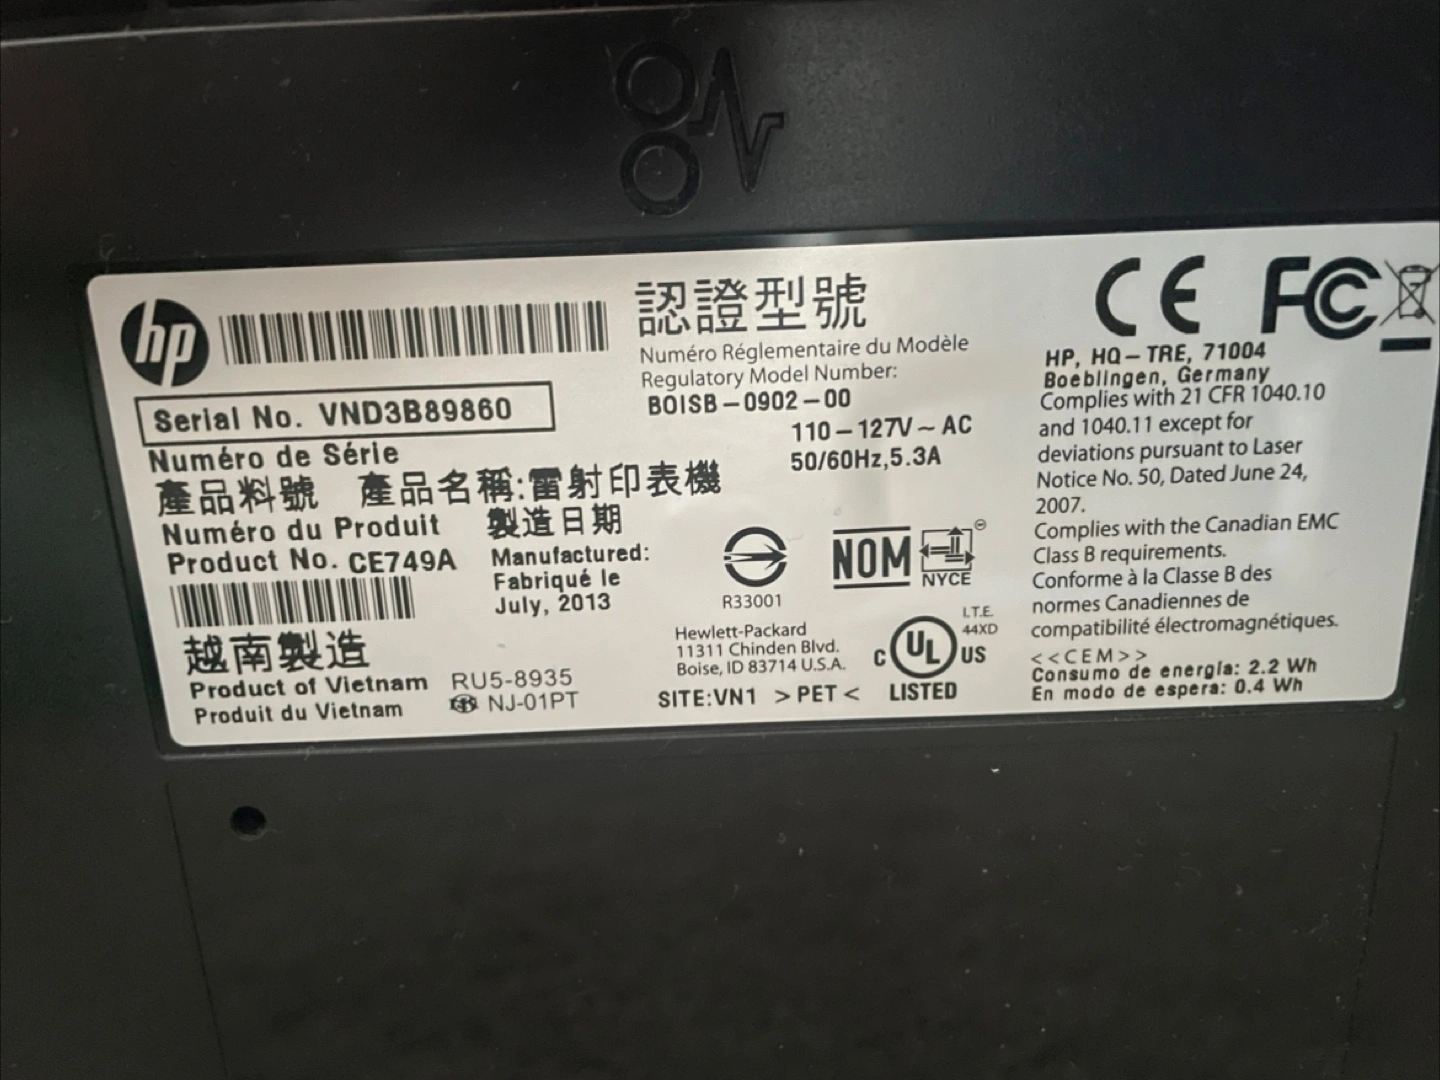 hp
Serial No. VND3B89860
Numéro de Série
產品料號 產品名稱:雷射印表機
Numéro du Produit
Product No. CE749A
製造日期
Manufactured:
Fabriqué le
July, 2013
越南製造
Product of Vietnam
Produit du Vietnam
RU5-8935
NJ-01PT
認證型號
Numéro Réglementaire du Modèle
Regulatory Model Number:
BOISB-0902-00
110-127V~AC
50/60Hz,5.3A
R33001
NOM
NYCE
Hewlett-Packard
11311 Chinden Blvd.
Boise, ID 83714 U.S.A.
SITE:VN1 >PET<
I.T.E.
44XD
C UL US
LISTED
CE FC
HP, HQ-TRE, 71004
Boeblingen, Germany
Complies with 21 CFR 1040.10
and 1040.11 except for
deviations pursuant to Laser
Notice No. 50, Dated June 24,
2007.
Complies with the Canadian EMC
Class B requirements.
Conforme à la Classe B des
normes Canadiennes de
compatibilité électromagnétiques.
<<CEM>>
Consumo de energía: 2.2 Wh
En modo de espera: 0.4 Wh